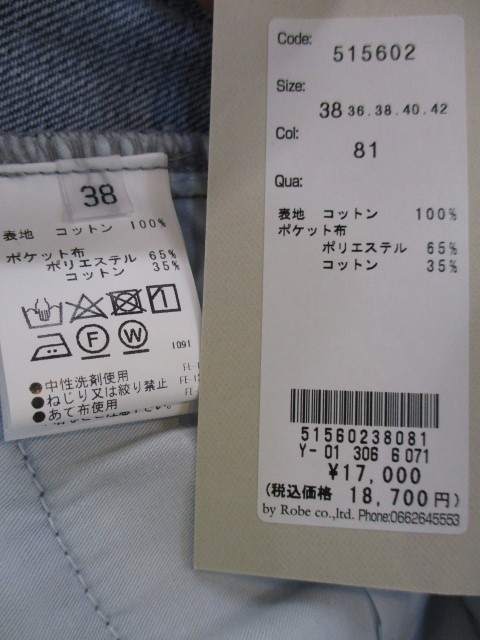 38
表地 コットン 100%
ポケット布
ポリエステル 65%
コットン 35%
F
W
1091
●中性洗剤使用
●ねじり又は絞り禁止
●あて布使用
Code:
515602
Size:
38 36.38.40.42
Col:
81
Qua:
表地 コットン 100%
ポケット布
ポリエステル 65%
コットン 35%
51560238081
Y- 01 306 6 071
¥17,000
(税込価格 18,700円)
by Robe co.,ltd. Phone:0662645553